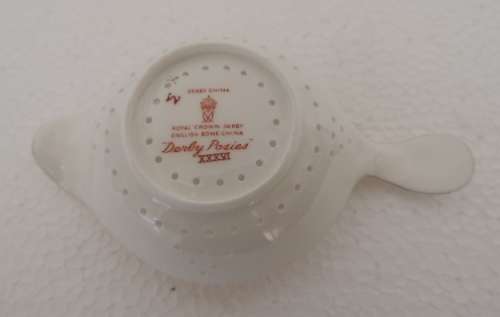 DERBY CHINA
ROYAL CROWN DERBY
ENGLISH BONE CHINA
"Derby Posies"
XXXVI